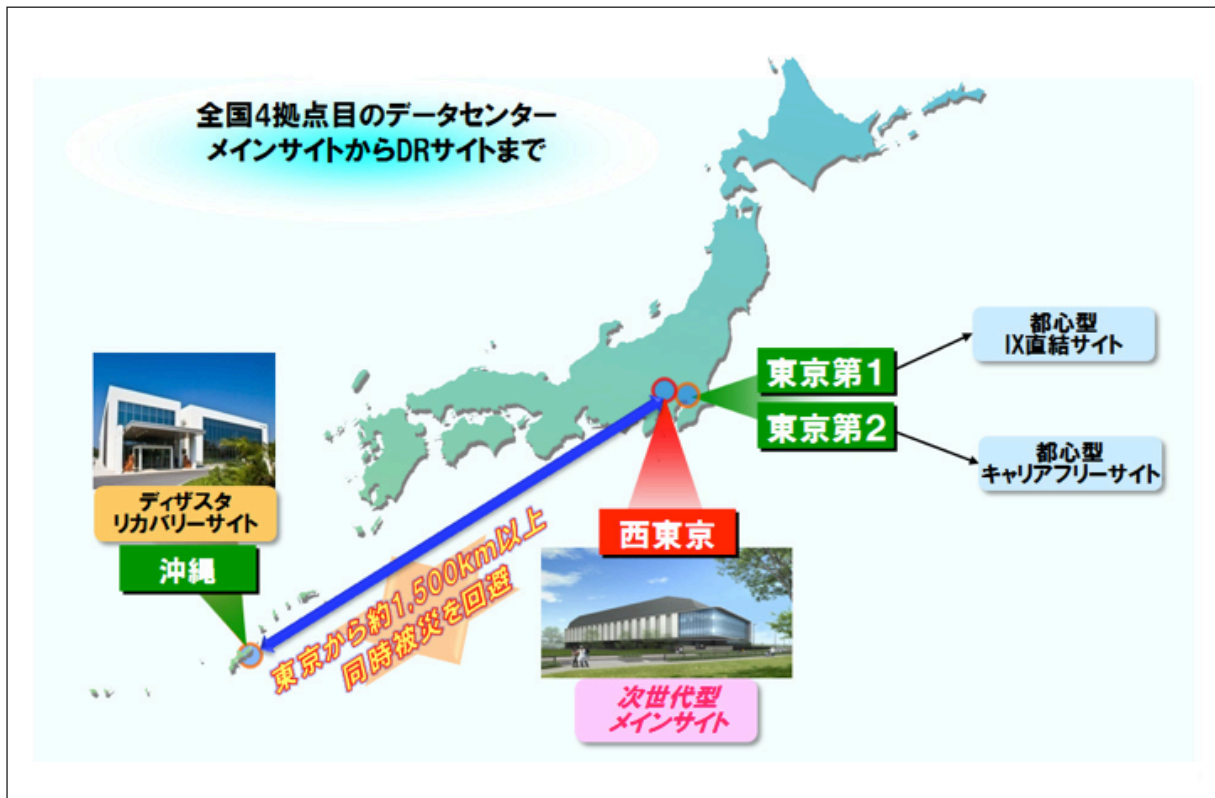 全国4拠点目のデータセンター
メインサイトからDRサイトまで
都心型
IX直結サイト
東京第1
東京第2
都心型
キャリアフリーサイト
ディザスタ
リカバリーサイト
沖縄
西東京
東京から約1,500km以上
同時被災を回避
次世代型
メインサイト